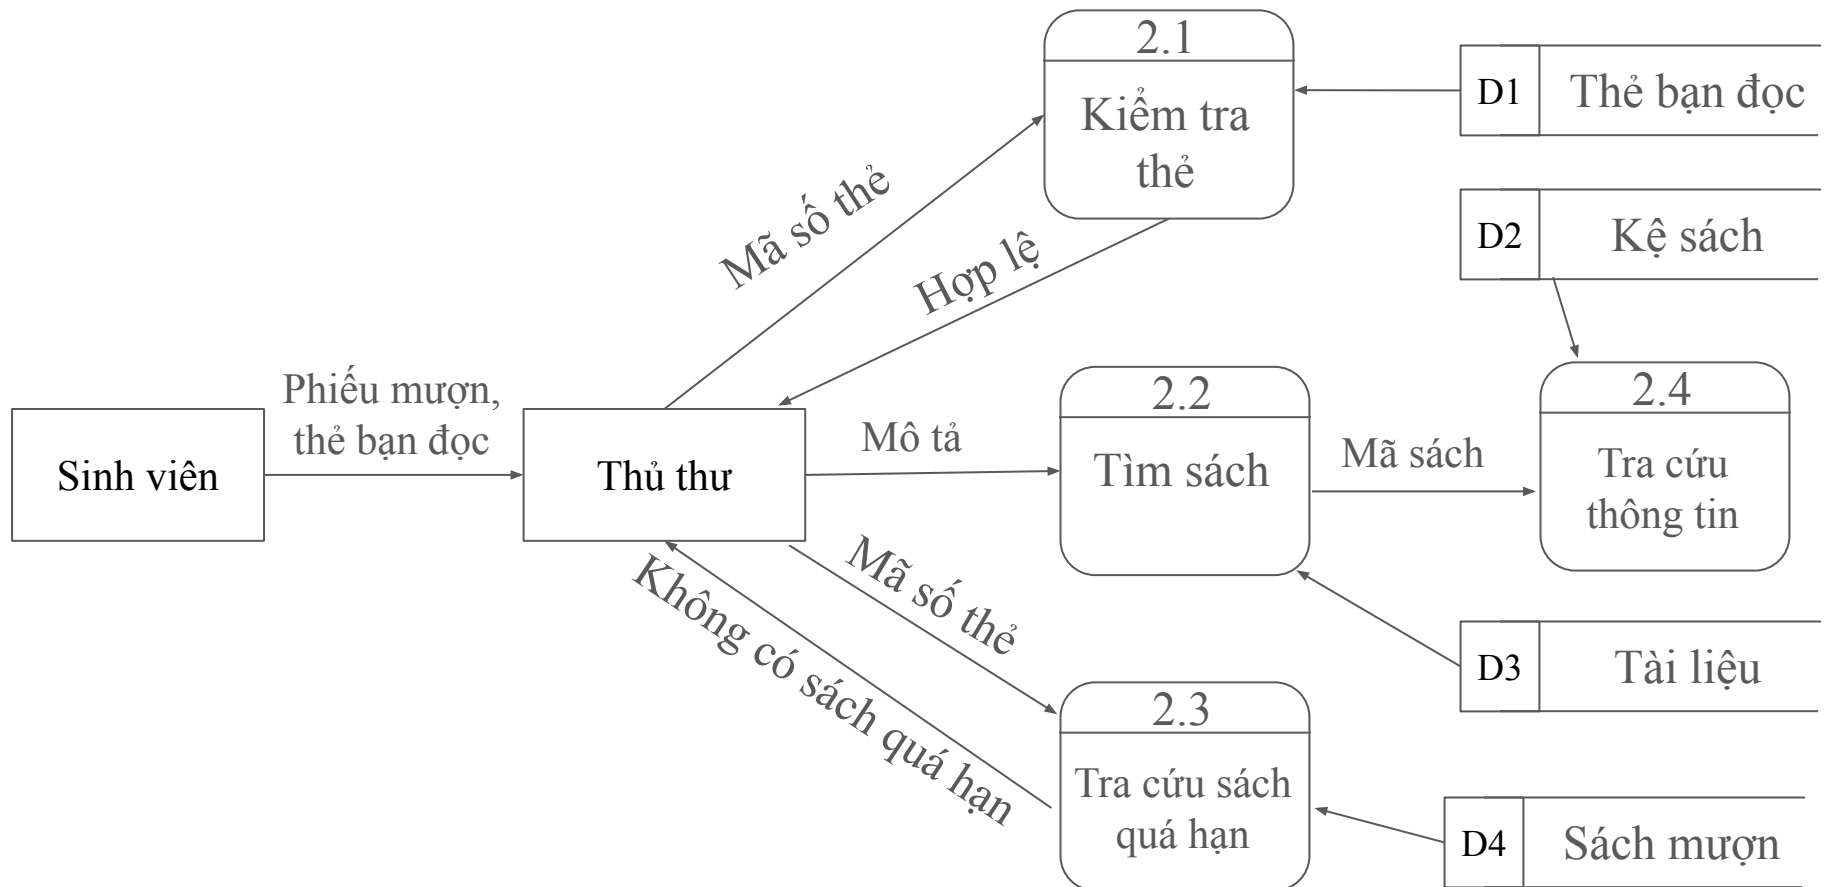 2.1
Kiểm tra
thẻ
D1
Thẻ bạn đọc
D2
Kệ sách
Mã số thẻ
Hợp lệ
Phiếu mượn,
thẻ bạn đọc
Sinh viên
Thủ thư
Mô tả
2.2
Tìm sách
Mã sách
2.4
Tra cứu
thông tin
Mã số thẻ
Không có sách quá hạn
D3
Tài liệu
2.3
Tra cứu sách
quá hạn
D4
Sách mượn